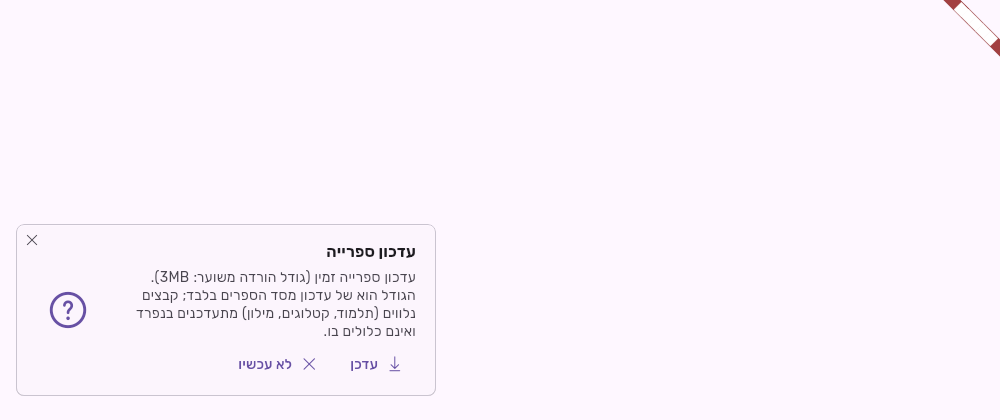 עדכון ספרייה
עדכון ספרייה זמין (גודל הורדה משוער: 3MB).
הגודל הוא של עדכון מסד הספרים בלבד; קבצים
נלווים (תלמוד, קטלוגים, מילון) מתעדכנים בנפרד
ואינם כלולים בו.
עדכן
לא עכשיו